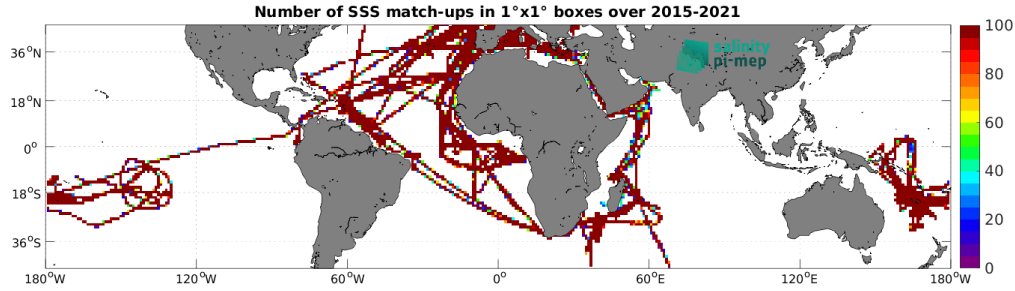 Number of SSS match-ups in 1°x1° boxes over 2015-2021
salinity
pi-mep
36°N
18°N
0°
18°S
36°S
180°W
120°W
60°W
0°
60°E
120°E
180°W
100
80
60
40
20
0